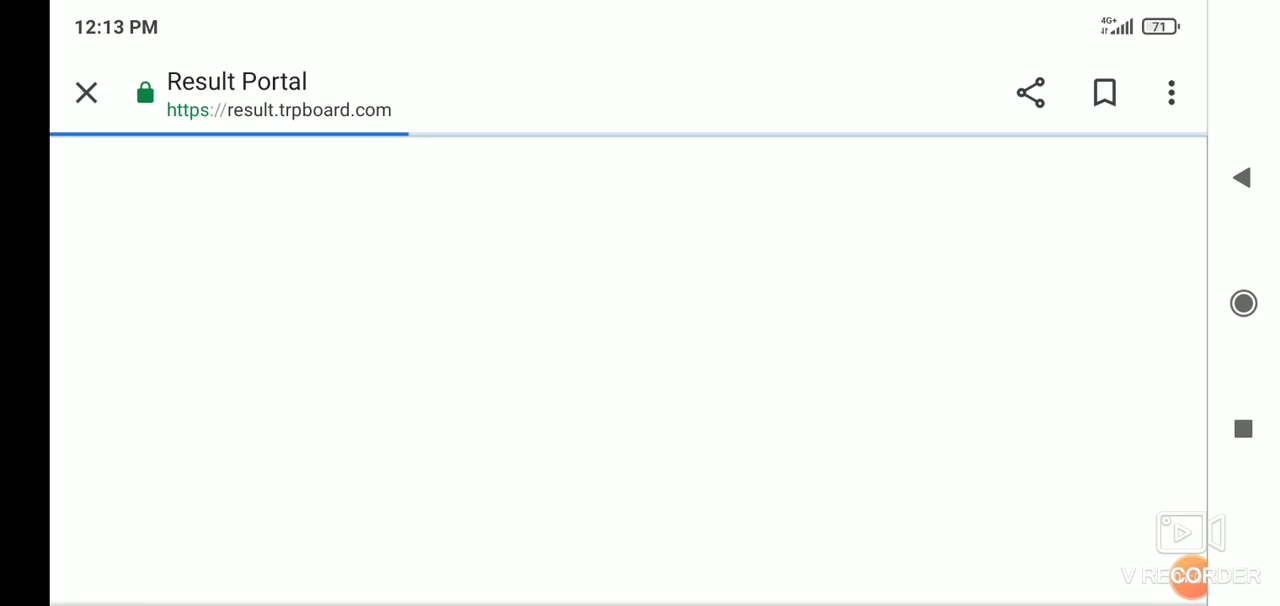 12:13 PM
4G+
71
Result Portal
https://result.trpboard.com
V RECORDER